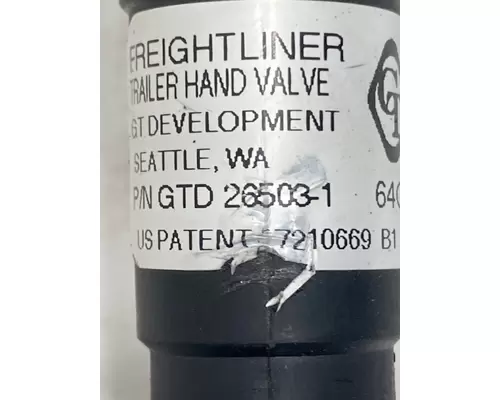 FREIGHTLINER
TRAILER HAND VALVE
GT DEVELOPMENT
SEATTLE, WA
P/N GTD 26503-1
US PATENT 7210669 B1